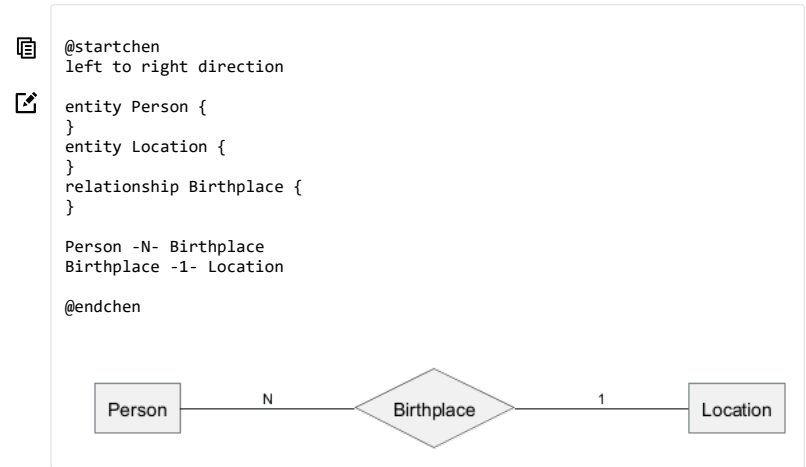 @startchen
left to right direction
entity Person {
}
entity Location {
}
relationship Birthplace {
}
Person -N- Birthplace
Birthplace -1- Location
@endchen
Person N Birthplace 1 Location